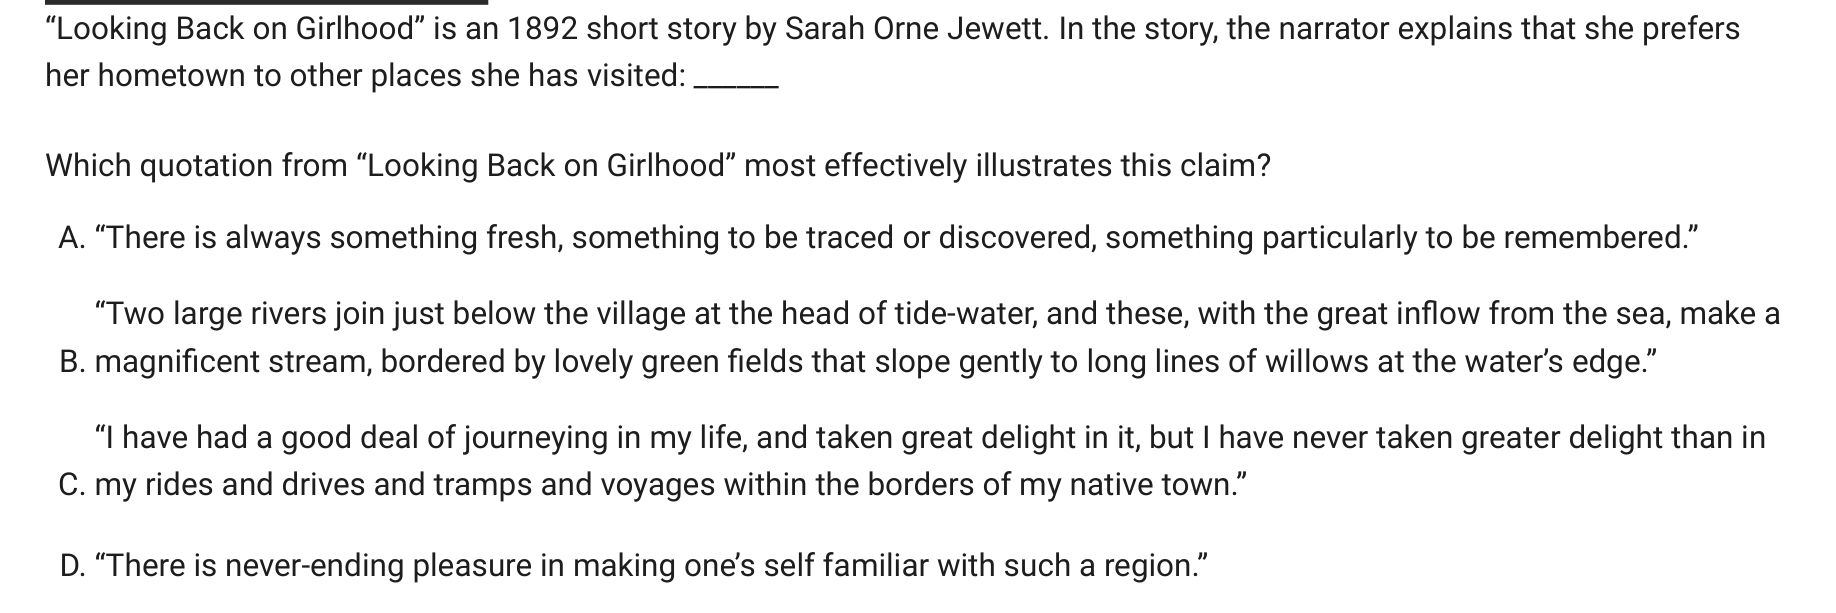 “Looking Back on Girlhood” is an 1892 short story by Sarah Orne Jewett. In the story, the narrator explains that she prefers
her hometown to other places she has visited: ______
Which quotation from “Looking Back on Girlhood” most effectively illustrates this claim?
A. “There is always something fresh, something to be traced or discovered, something particularly to be remembered.”
“Two large rivers join just below the village at the head of tide-water, and these, with the great inflow from the sea, make a
B. magnificent stream, bordered by lovely green fields that slope gently to long lines of willows at the water’s edge.”
“I have had a good deal of journeying in my life, and taken great delight in it, but I have never taken greater delight than in
C. my rides and drives and tramps and voyages within the borders of my native town.”
D. “There is never-ending pleasure in making one’s self familiar with such a region.”